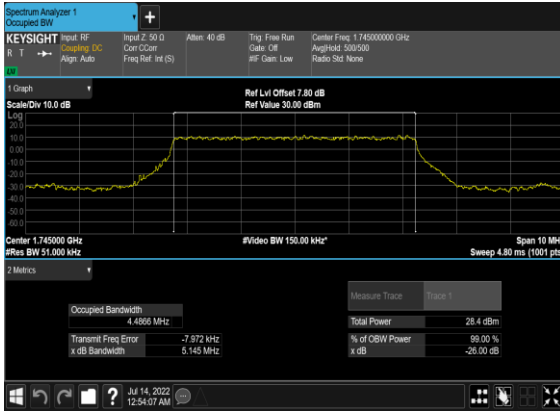 Spectrum Analyzer 1
Occupied BW
+
KEYSIGHT Input: RF Input Z: 50 Ω Atten: 40 dB Trig: Free Run Center Freq: 1.745000000 GHz
R T Coupling: DC Corr CCorr Gate: Off Avg|Hold: 500/500
Align: Auto Freq Ref: Int (S) #IF Gain: Low Radio Std: None
1 Graph
Ref Lvl Offset 7.80 dB
Scale/Div 10.0 dB Ref Value 30.00 dBm
Log
20.0
10.0
0.00
-10.0
-20.0
-30.0
-40.0
-50.0
-60.0
Center 1.745000 GHz #Video BW 150.00 kHz* Span 10 MH
#Res BW 51.000 kHz Sweep 4.80 ms (1001 pts
2 Metrics
Measure Trace Trace 1
Occupied Bandwidth
4.4866 MHz
Total Power 28.4 dBm
Transmit Freq Error -7.972 kHz % of OBW Power 99.00 %
x dB Bandwidth 5.145 MHz x dB -26.00 dB
? Jul 14, 2022
12:54:07 AM